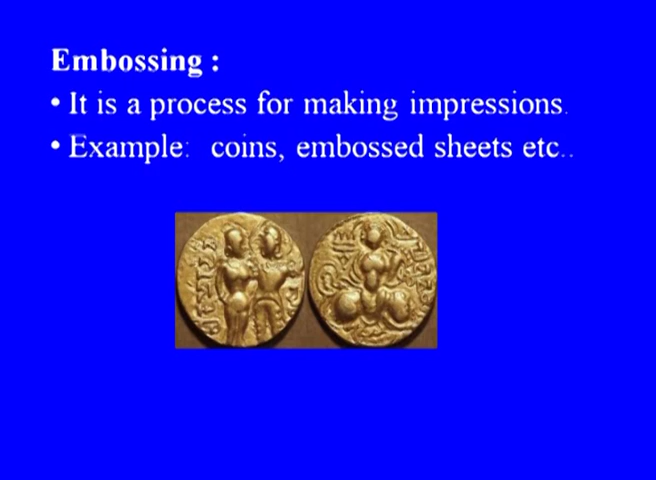 Embossing :
• It is a process for making impressions.
• Example: coins, embossed sheets etc..